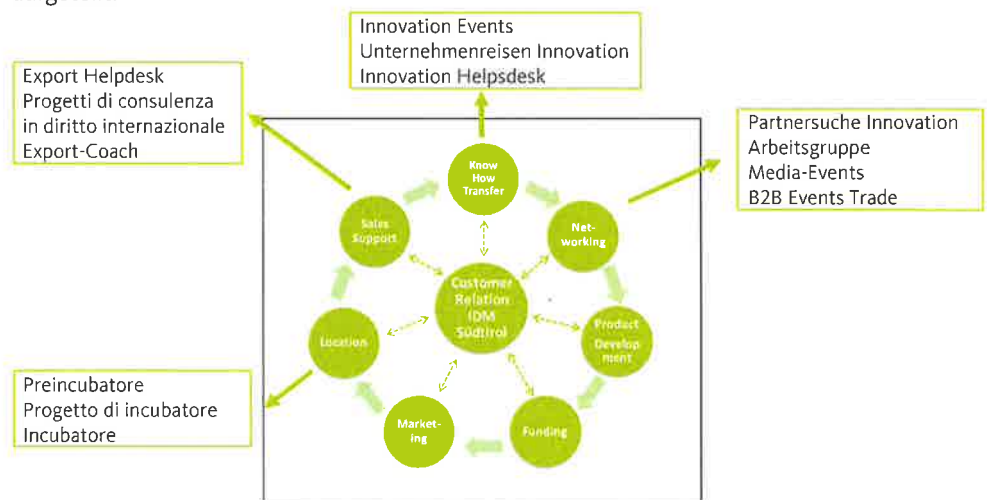 Innovation Events
Unternehmenreisen Innovation
Innovation Helpsdesk
Export Helpdesk
Progetti di consulenza
in diritto internazionale
Export-Coach
Partnersuche Innovation
Arbeitsgruppe
Media-Events
B2B Events Trade
Know
How
Transfer
Sales
Support
Net-
working
Customer
Relation
IDM
Südtirol
Product
Develop
ment
Location
Market-
ing
Funding
Preincubatore
Progetto di incubatore
Incubatore